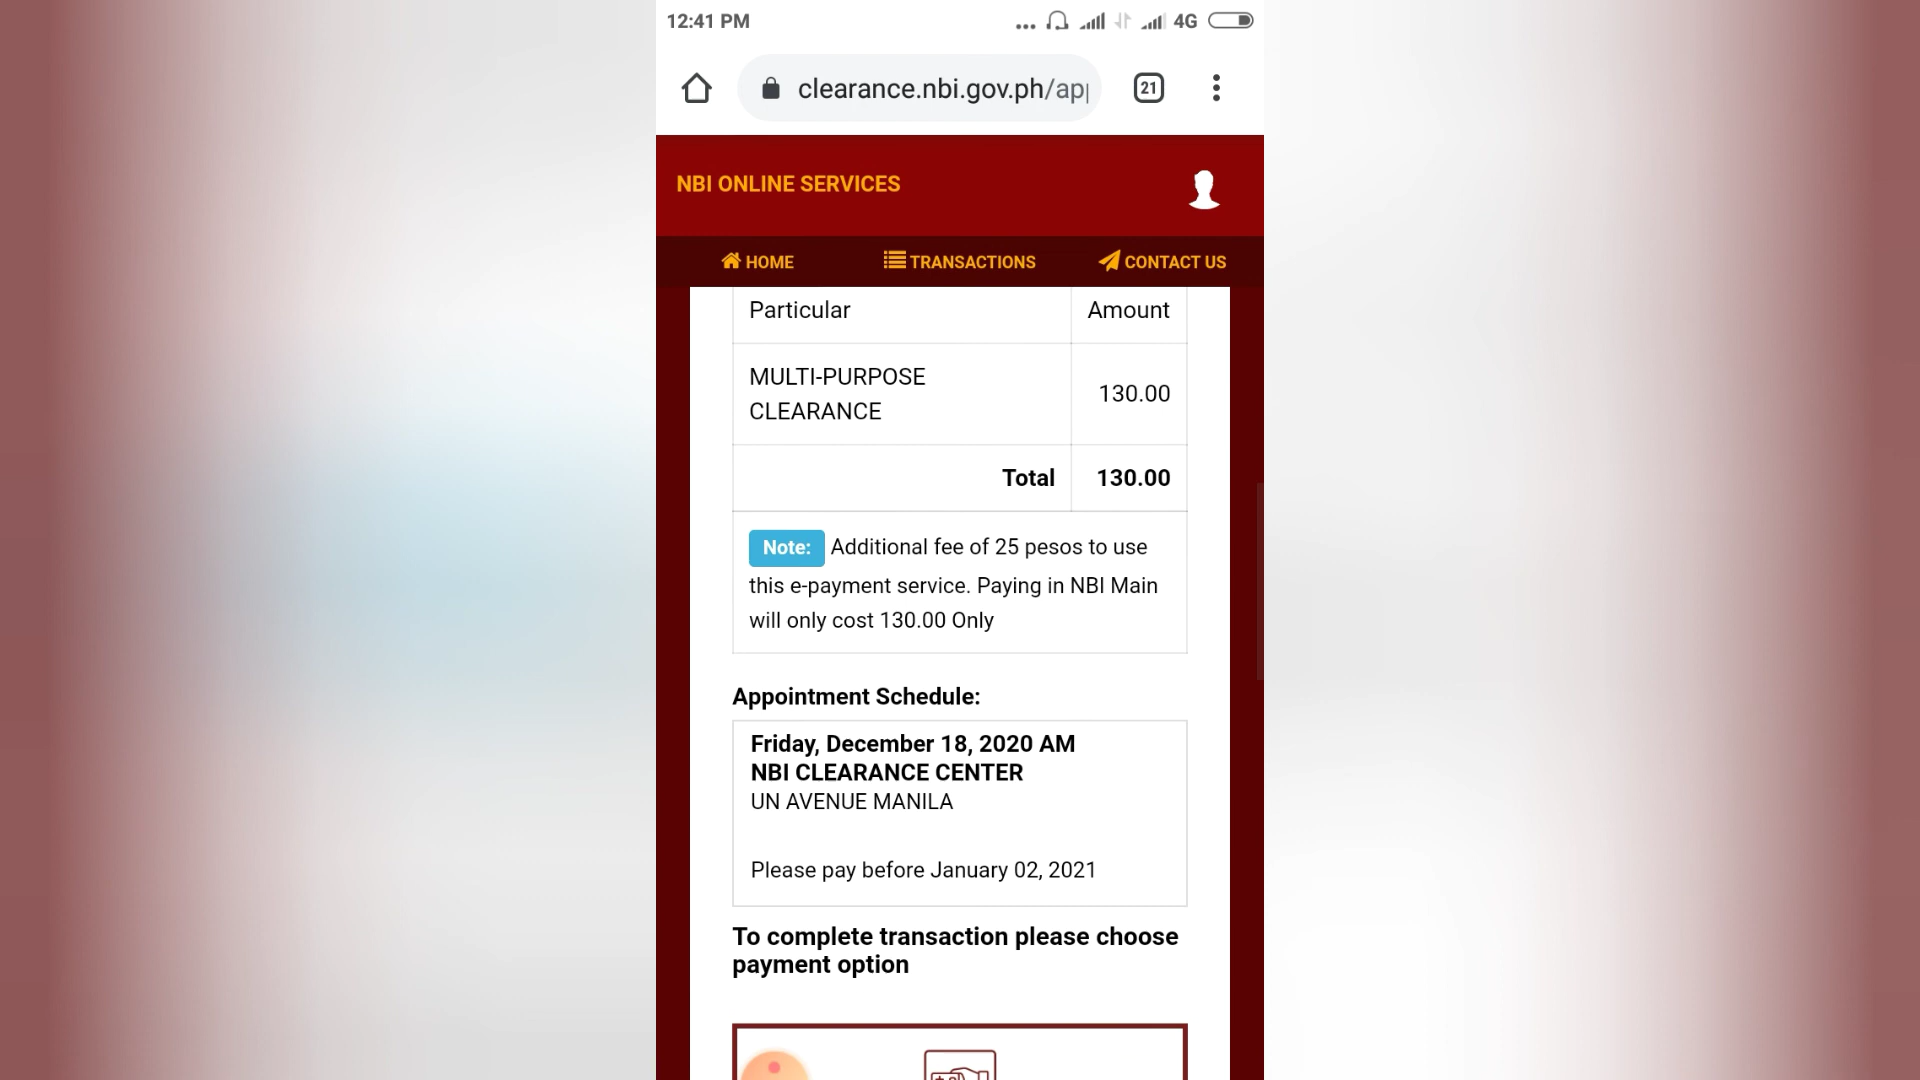 12:41 PM
4G
clearance.nbi.gov.ph/ap
21
NBI ONLINE SERVICES
HOME
TRANSACTIONS
CONTACT US
Particular
Amount
MULTI-PURPOSE
CLEARANCE
130.00
Total
130.00
Note: Additional fee of 25 pesos to use
this e-payment service. Paying in NBI Main
will only cost 130.00 Only
Appointment Schedule:
Friday, December 18, 2020 AM
NBI CLEARANCE CENTER
UN AVENUE MANILA
Please pay before January 02, 2021
To complete transaction please choose
payment option